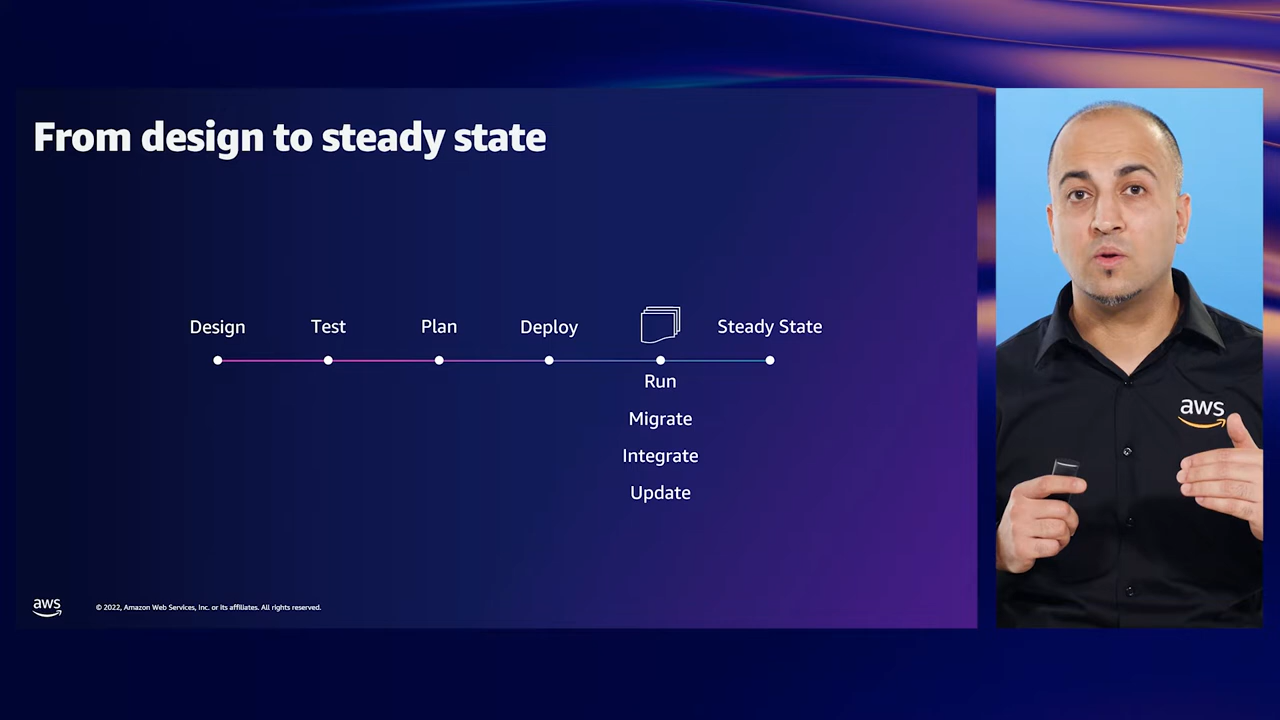 From design to steady state
Design
Test
Plan
Deploy
Steady State
Run
Migrate
Integrate
Update
aws
aws
© 2022, Amazon Web Services, Inc. or its affiliates. All rights reserved.